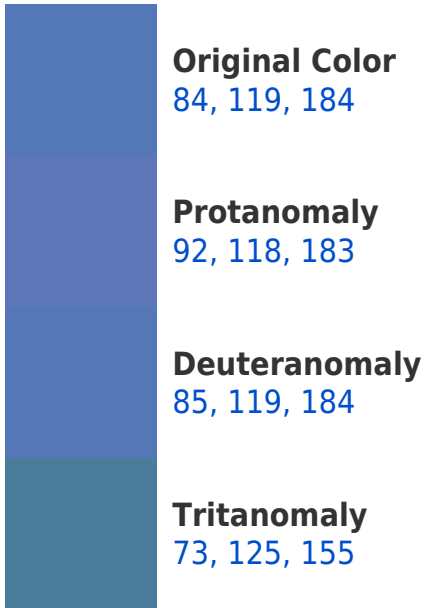 Original Color
84, 119, 184
Protanomaly
92, 118, 183
Deuteranomaly
85, 119, 184
Tritanomaly
73, 125, 155